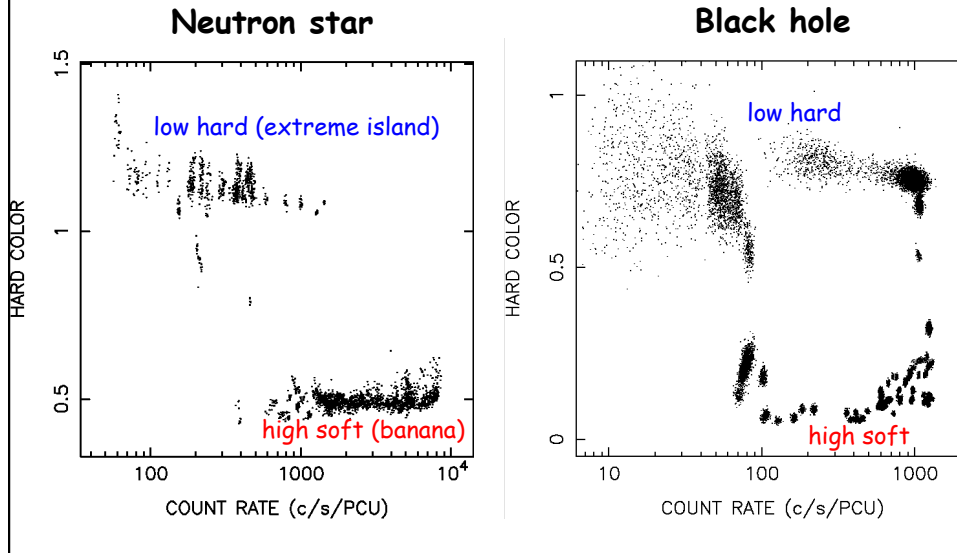 Neutron star
1.5
1
0.5
HARD COLOR
low hard (extreme island)
high soft (banana)
100
1000
10⁴
COUNT RATE (c/s/PCU)
Black hole
1
0.5
0
HARD COLOR
low hard
high soft
10
100
1000
COUNT RATE (c/s/PCU)